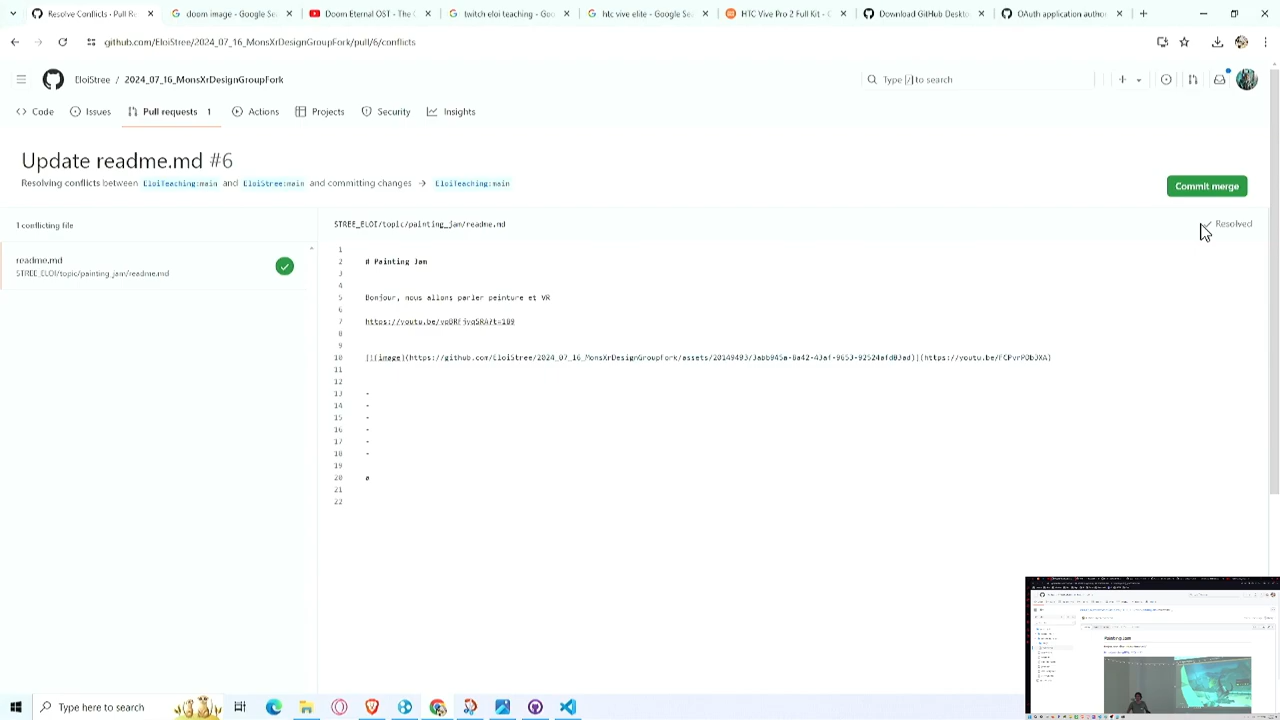 Resolve Conflicts · Pull Re
doom image - Google S
Doom Eternal OST - The
twitch eloi teaching - Goo
htc vive elite - Google Se
HTC Vive Pro 2 Full Kit -
Download GitHub Deskto
OAuth application author
github.com/EloiStree/2024_07_16_MonsXrDesignGroupFork/pull/6/conflicts
EloiStree / 2024_07_16_MonsXrDesignGroupFork
Type / to search
Code
Issues
Pull requests 1
Actions
Projects
Security
Insights
Update readme.md #6
Resolving conflicts between EloiTeaching:main and EloiStree:main and committing changes → EloiTeaching:main
Commit merge
1 conflicting file
STREE_ELOI/topic/painting_jam/readme.md
Resolved
readme.md
STREE_ELOI/topic/painting_jam/readme.md
1
2 # Painting Jam
3
4
5 Bonjour, nous allons parler peinture et VR
6
7
8
9
10
11
12
13 -
14 -
15 -
16 -
17 -
18 -
19
20
21
22
Type here to search
Painting Jam